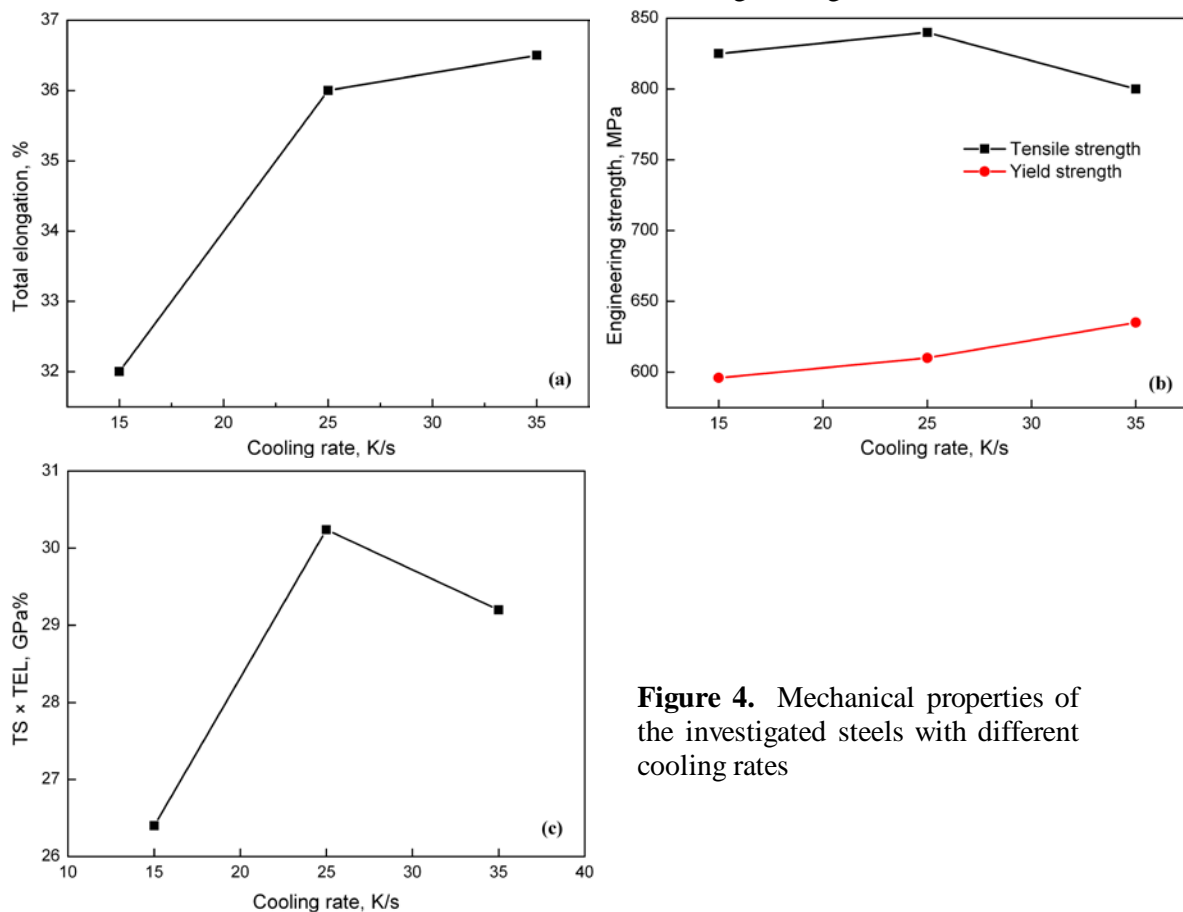 37
36
35
34
33
32
Total elongation, %
15 20 25 30 35
Cooling rate, K/s
(a)
850
800
750
700
650
600
Engineering strength, MPa
Tensile strength
Yield strength
15 20 25 30 35
Cooling rate, K/s
(b)
31
30
29
28
27
26
TS × TEL, GPa%
10 15 20 25 30 35 40
Cooling rate, K/s
(c)
Figure 4. Mechanical properties of
the investigated steels with different
cooling rates